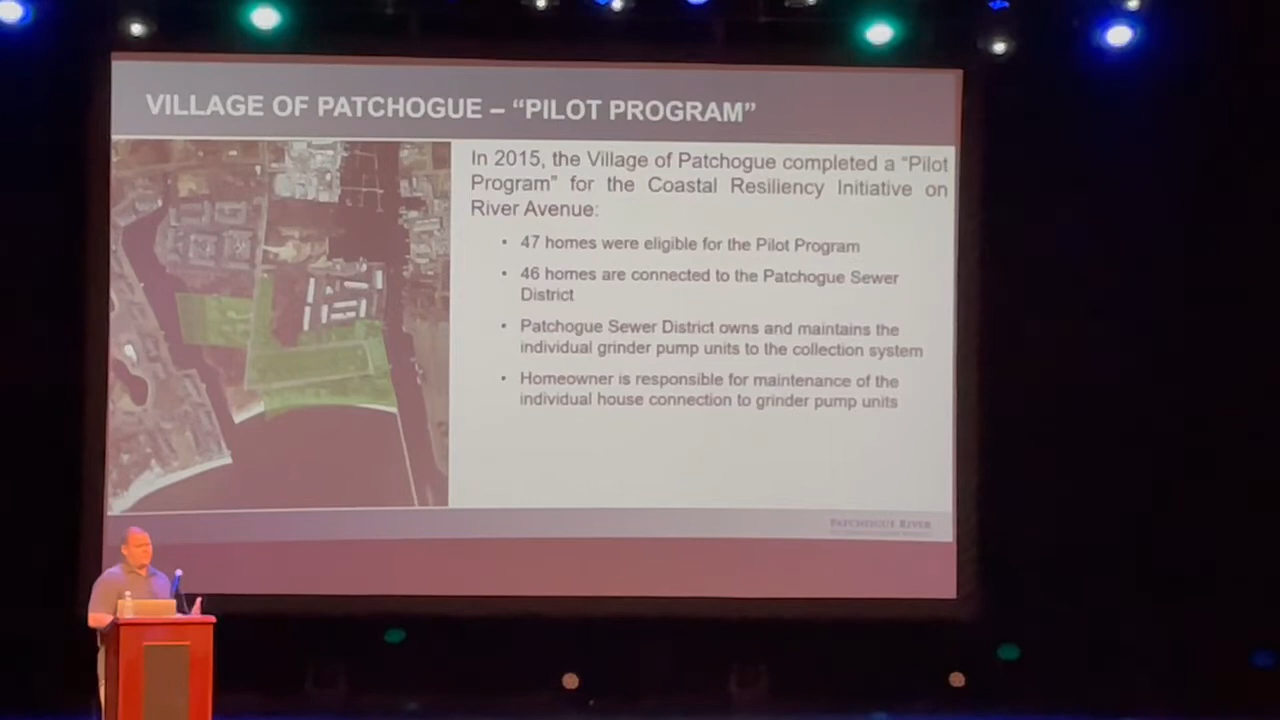 VILLAGE OF PATCHOGUE – “PILOT PROGRAM”
In 2015, the Village of Patchogue completed a “Pilot
Program” for the Coastal Resiliency Initiative on
River Avenue:
• 47 homes were eligible for the Pilot Program
• 46 homes are connected to the Patchogue Sewer
District
• Patchogue Sewer District owns and maintains the
individual grinder pump units to the collection system
• Homeowner is responsible for maintenance of the
individual house connection to grinder pump units
PATCHOGUE RIVER